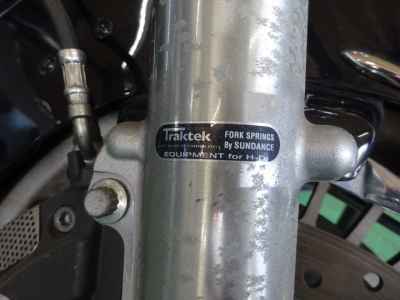 Traktek
FORK SPRINGS
By SUNDANCE
EQUIPMENT for H-D